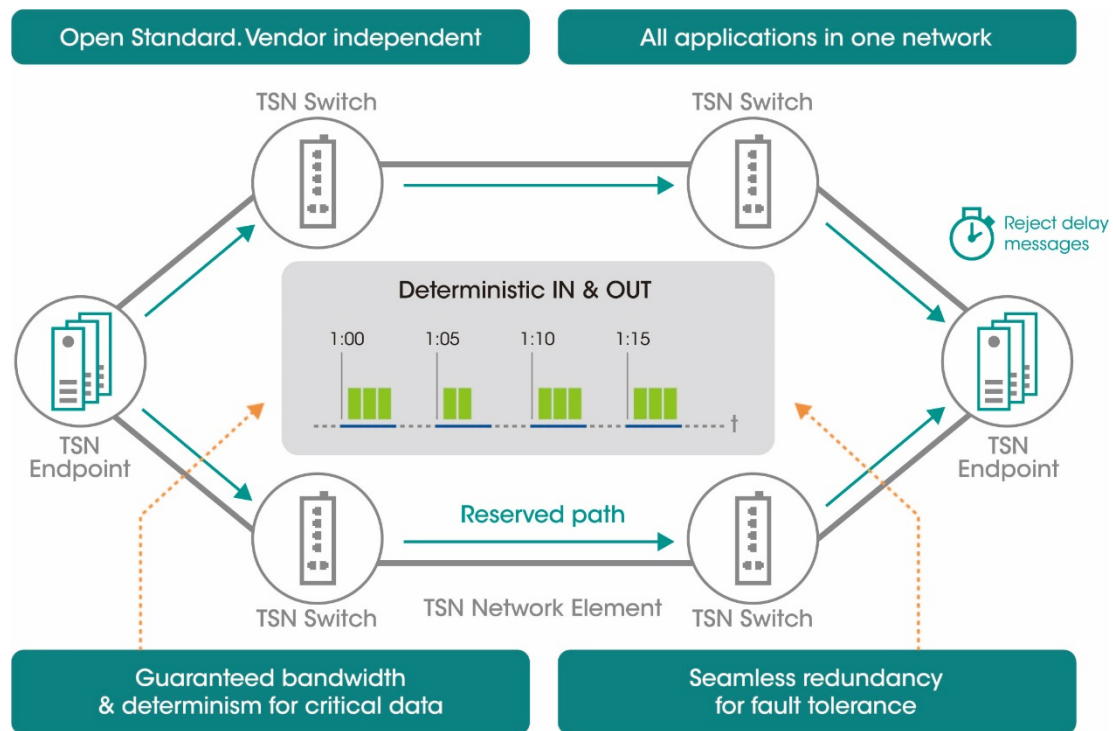 Open Standard. Vendor independent
All applications in one network
TSN Switch
TSN Switch
Reject delay
messages
Deterministic IN & OUT
1:00
1:05
1:10
1:15
t
TSN
Endpoint
TSN
Endpoint
Reserved path
TSN Switch
TSN Network Element
TSN Switch
Guaranteed bandwidth
& determinism for critical data
Seamless redundancy
for fault tolerance